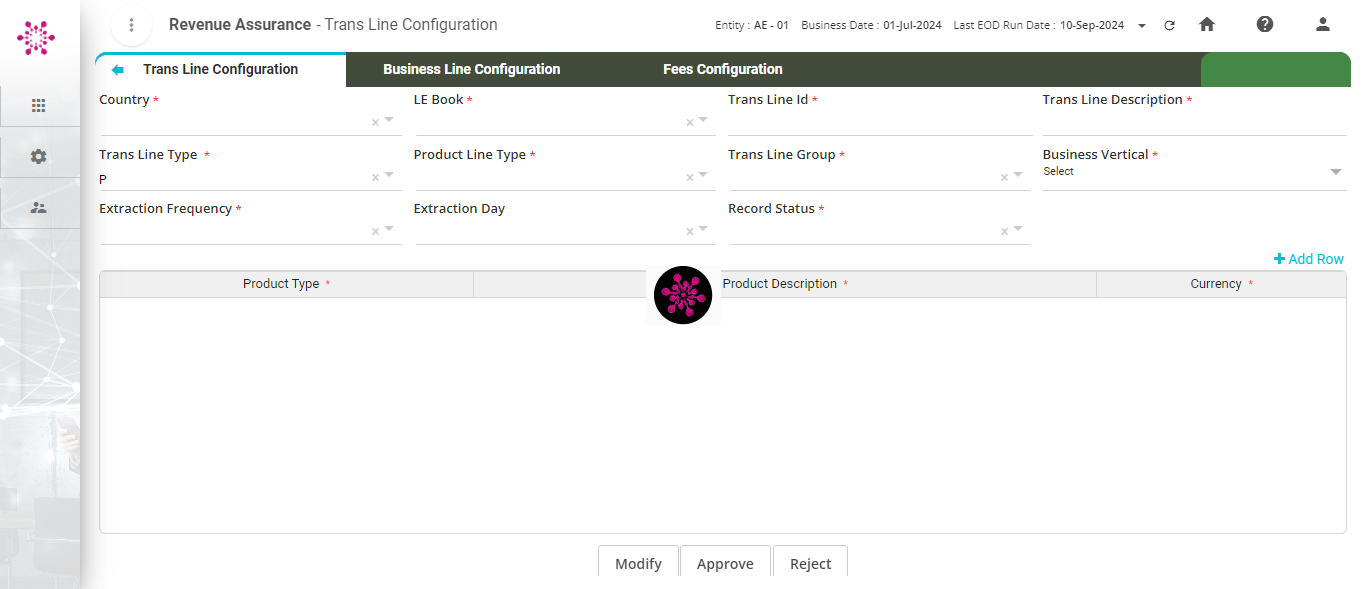 Revenue Assurance - Trans Line Configuration
Entity : AE - 01 Business Date : 01-Jul-2024 Last EOD Run Date : 10-Sep-2024
Trans Line Configuration Business Line Configuration Fees Configuration
Country * LE Book * Trans Line Id * Trans Line Description *
× × 
Trans Line Type * Product Line Type * Trans Line Group * Business Vertical *
P × × × Select
Extraction Frequency * Extraction Day Record Status *
× × ×
+ Add Row
Product Type * Product Description * Currency *
Modify Approve Reject